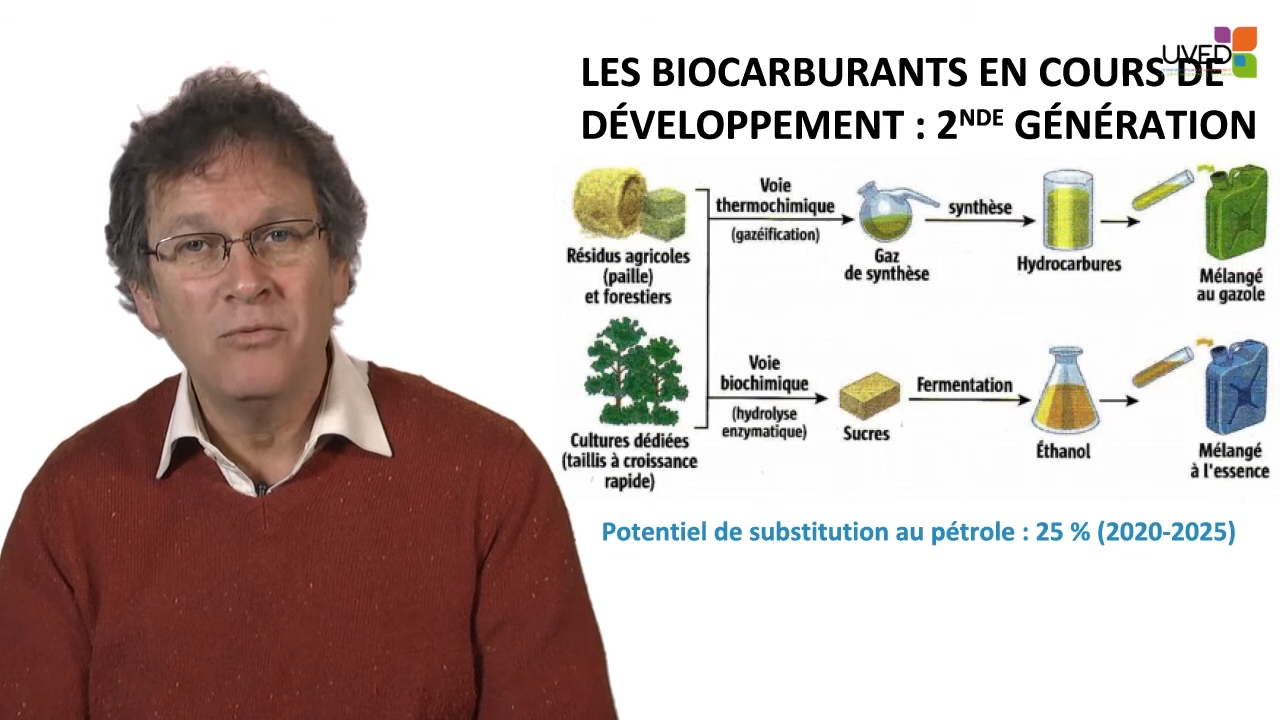 UVED
LES BIOCARBURANTS EN COURS DE
DÉVELOPPEMENT : 2NDE GÉNÉRATION
Résidus agricoles
(paille)
et forestiers
Voie
thermochimique
(gazéification)
Gaz
de synthèse
synthèse
Hydrocarbures
Mélangé
au gazole
Cultures dédiées
(taillis à croissance
rapide)
Voie
biochimique
(hydrolyse
enzymatique)
Sucres
Fermentation
Éthanol
Mélangé
à l'essence
Potentiel de substitution au pétrole : 25 % (2020-2025)